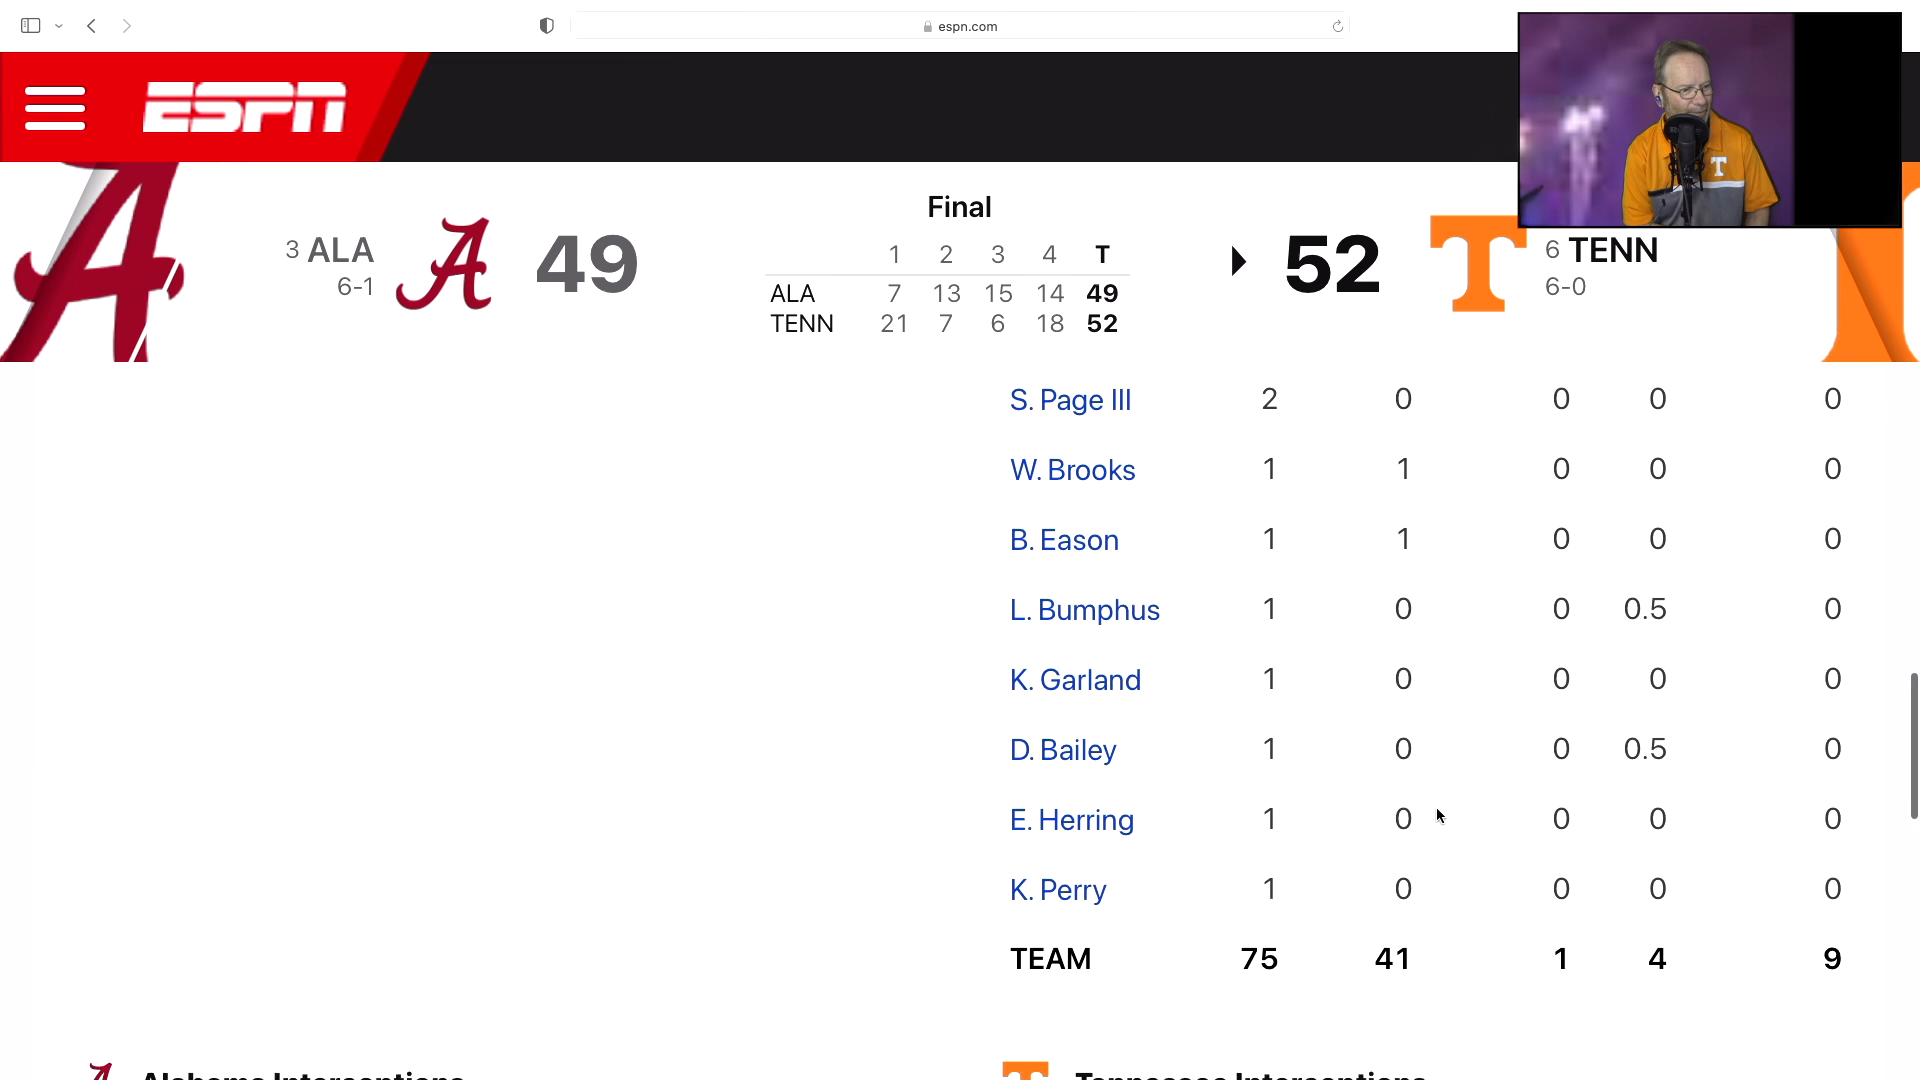 espn.com
ESPN
Final
3 ALA
6-1
A
49
1 2 3 4 T
ALA 7 13 15 14 49
TENN 21 7 6 18 52
52
T
6 TENN
6-0
T
S. Page III 2 0 0 0 0
W. Brooks 1 1 0 0 0
B. Eason 1 1 0 0 0
L. Bumphus 1 0 0 0.5 0
K. Garland 1 0 0 0 0
D. Bailey 1 0 0 0.5 0
E. Herring 1 0 0 0 0
K. Perry 1 0 0 0 0
TEAM 75 41 1 4 9
Alabama Interceptions
Tennessee Interceptions